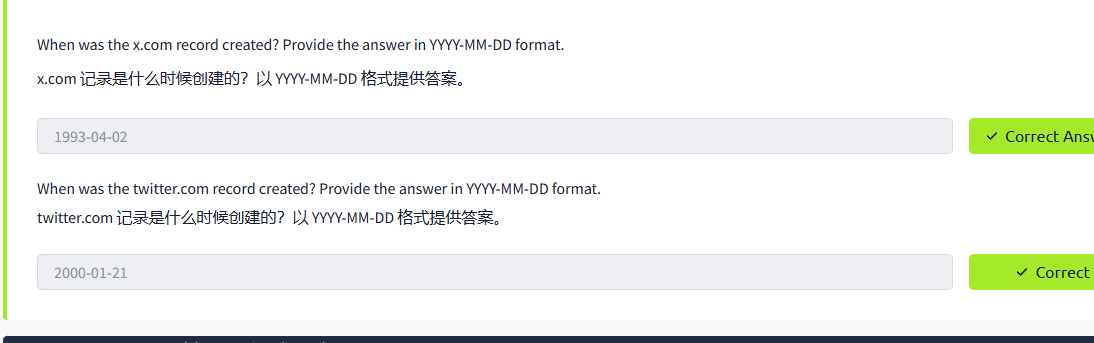 When was the x.com record created? Provide the answer in YYYY-MM-DD format.
x.com 记录是什么时候创建的？以 YYYY-MM-DD 格式提供答案。
1993-04-02
✓ Correct Answ
When was the twitter.com record created? Provide the answer in YYYY-MM-DD format.
twitter.com 记录是什么时候创建的？以 YYYY-MM-DD 格式提供答案。
2000-01-21
✓ Correct